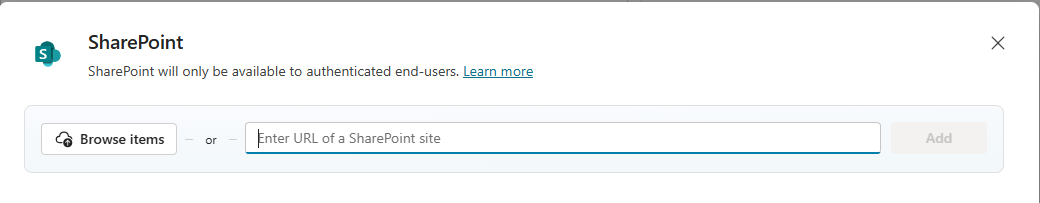 SharePoint
S
SharePoint will only be available to authenticated end-users. Learn more
Browse items or Enter URL of a SharePoint site Add